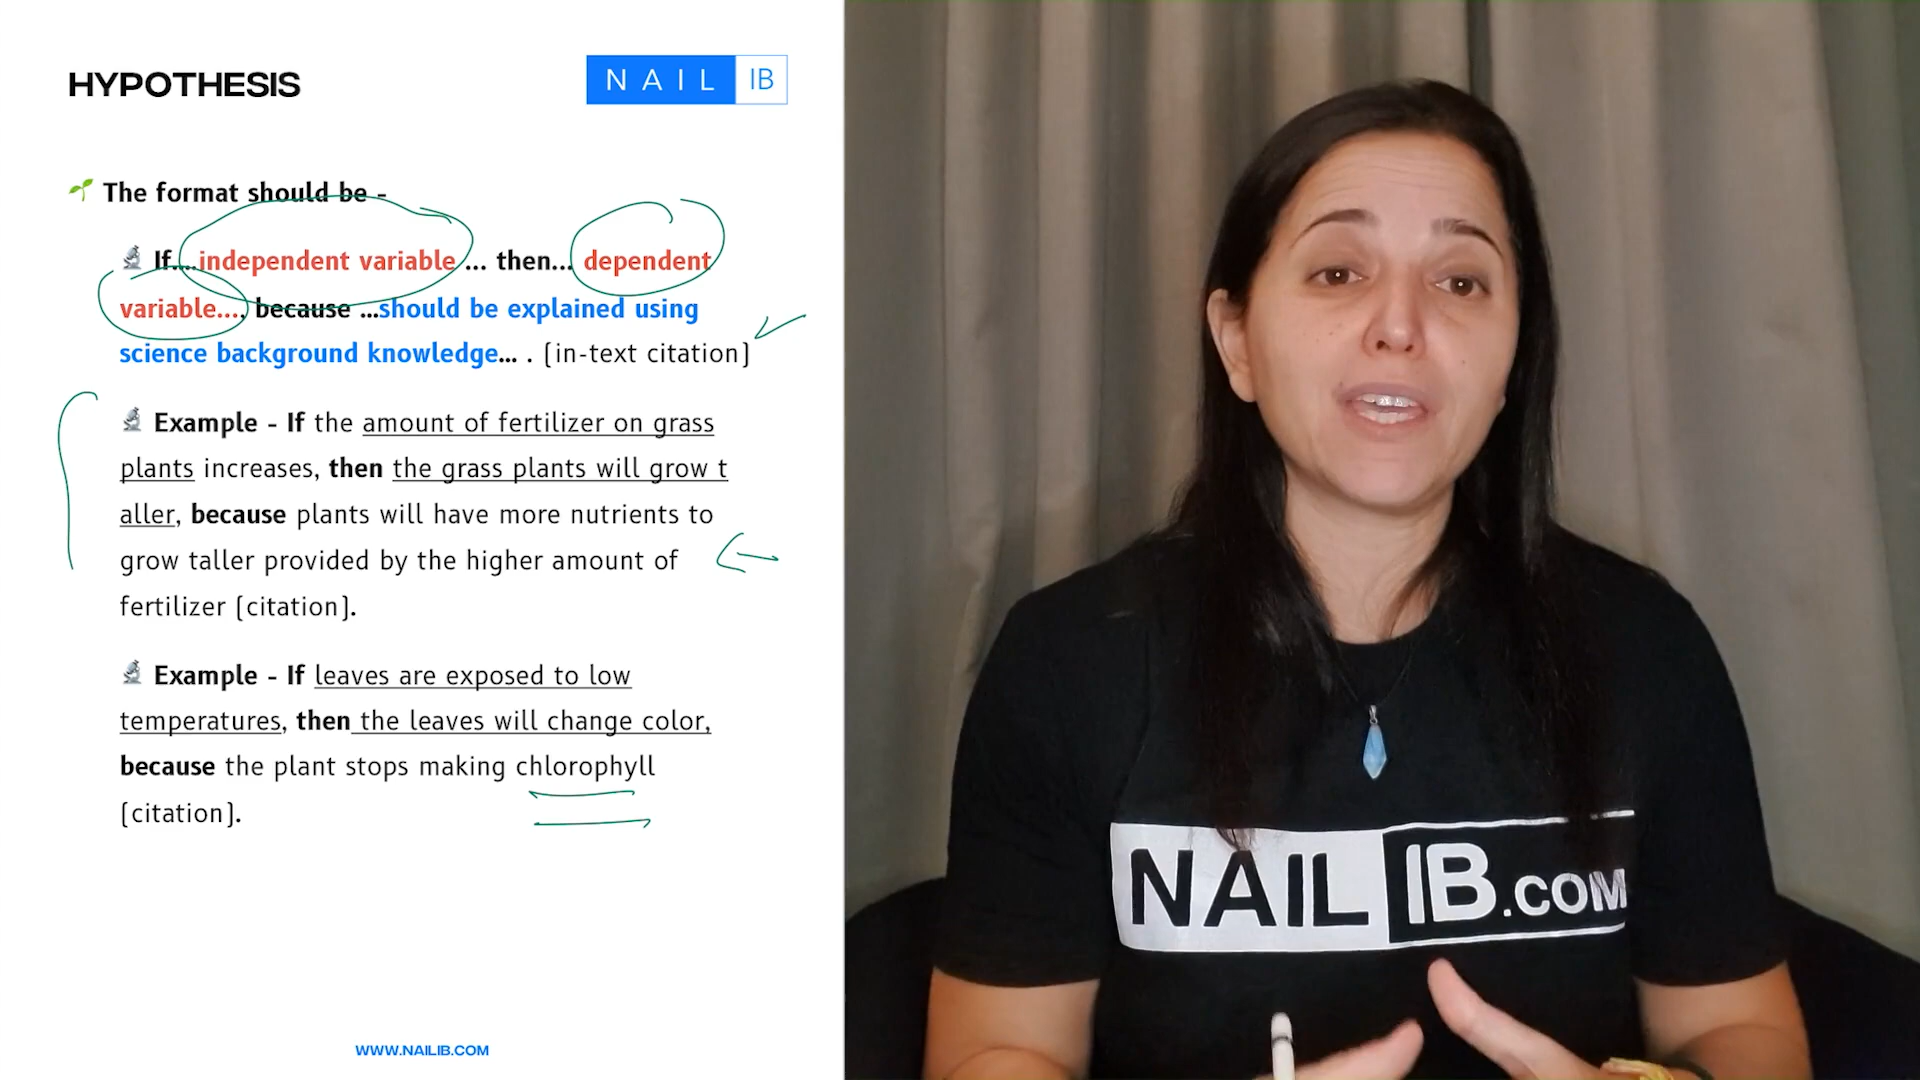 HYPOTHESIS
NAIL IB
The format should be -
If....independent variable ... then... dependent
variable..., because ...should be explained using
science background knowledge... . (in-text citation)
Example - If the amount of fertilizer on grass
plants increases, then the grass plants will grow t
aller, because plants will have more nutrients to
grow taller provided by the higher amount of
fertilizer (citation).
Example - If leaves are exposed to low
temperatures, then the leaves will change color,
because the plant stops making chlorophyll
(citation).
WWW.NAILIB.COM
NAIL IB.COM